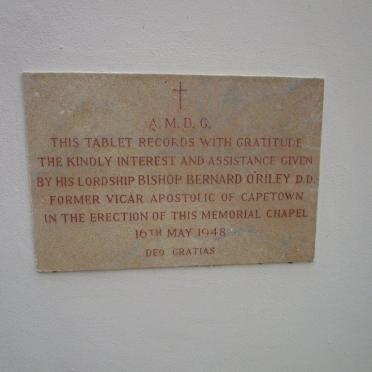 A. M. D. G.
THIS TABLET RECORDS WITH GRATITUDE
THE KINDLY INTEREST AND ASSISTANCE GIVEN
BY HIS LORDSHIP BISHOP BERNARD O'RILEY D.D.
FORMER VICAR APOSTOLIC OF CAPETOWN
IN THE ERECTION OF THIS MEMORIAL CHAPEL
16TH MAY 1948
DEO GRATIAS